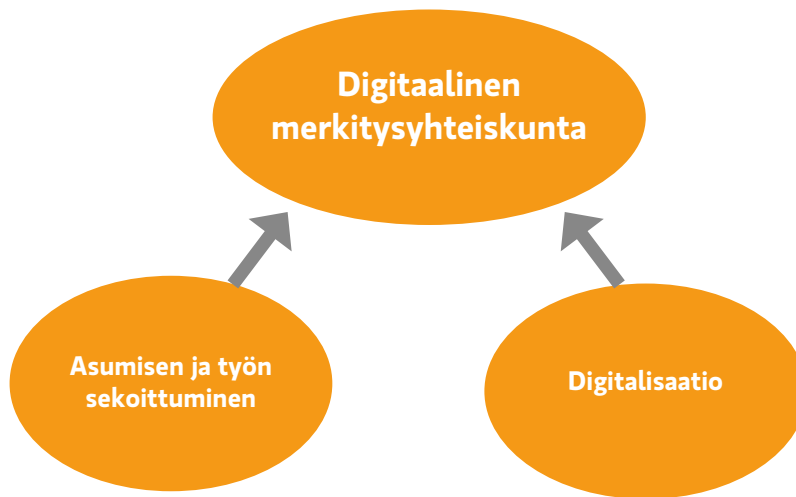 Digitaalinen
merkitysyhteiskunta
Asumisen ja työn
sekoittuminen
Digitalisaatio